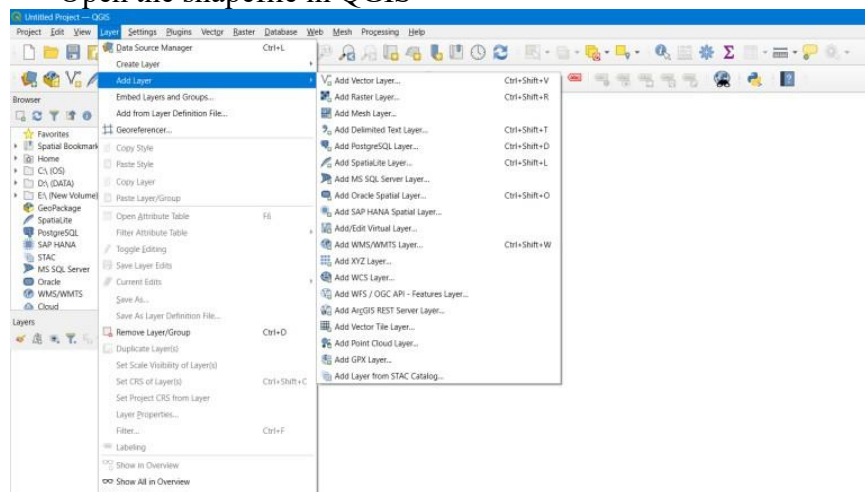 Open the shapefile in QGIS
Untitled Project — QGIS
Project Edit View Layer Settings Plugins Vector Raster Database Web Mesh Processing Help
Data Source Manager Ctrl+L
Create Layer
Add Layer
Embed Layers and Groups...
Add from Layer Definition File...
Georeferencer...
Copy Style
Paste Style
Copy Layer
Paste Layer/Group
Open Attribute Table F6
Filter Attribute Table
Toggle Editing
Save Layer Edits
Current Edits
Save As...
Save As Layer Definition File...
Remove Layer/Group Ctrl+D
Duplicate Layer(s)
Set Scale Visibility of Layer(s)
Set CRS of Layer(s) Ctrl+Shift+C
Set Project CRS from Layer
Layer Properties...
Filter... Ctrl+F
Labeling
Show in Overview
Show All in Overview
Add Vector Layer... Ctrl+Shift+V
Add Raster Layer... Ctrl+Shift+R
Add Mesh Layer...
Add Delimited Text Layer... Ctrl+Shift+T
Add PostgreSQL Layer... Ctrl+Shift+D
Add SpatiaLite Layer... Ctrl+Shift+L
Add MS SQL Server Layer...
Add Oracle Spatial Layer... Ctrl+Shift+O
Add SAP HANA Spatial Layer...
Add/Edit Virtual Layer...
Add WMS/WMTS Layer... Ctrl+Shift+W
Add XYZ Layer...
Add WCS Layer...
Add WFS / OGC API - Features Layer...
Add ArcGIS REST Server Layer...
Add Vector Tile Layer...
Add Point Cloud Layer...
Add GPX Layer...
Add Layer from STAC Catalog...
Browser
Favorites
Spatial Bookmark
Home
C:\ (OS)
D:\ (DATA)
E:\ (New Volume)
GeoPackage
SpatiaLite
PostgreSQL
SAP HANA
STAC
MS SQL Server
Oracle
WMS/WMTS
Cloud
Layers